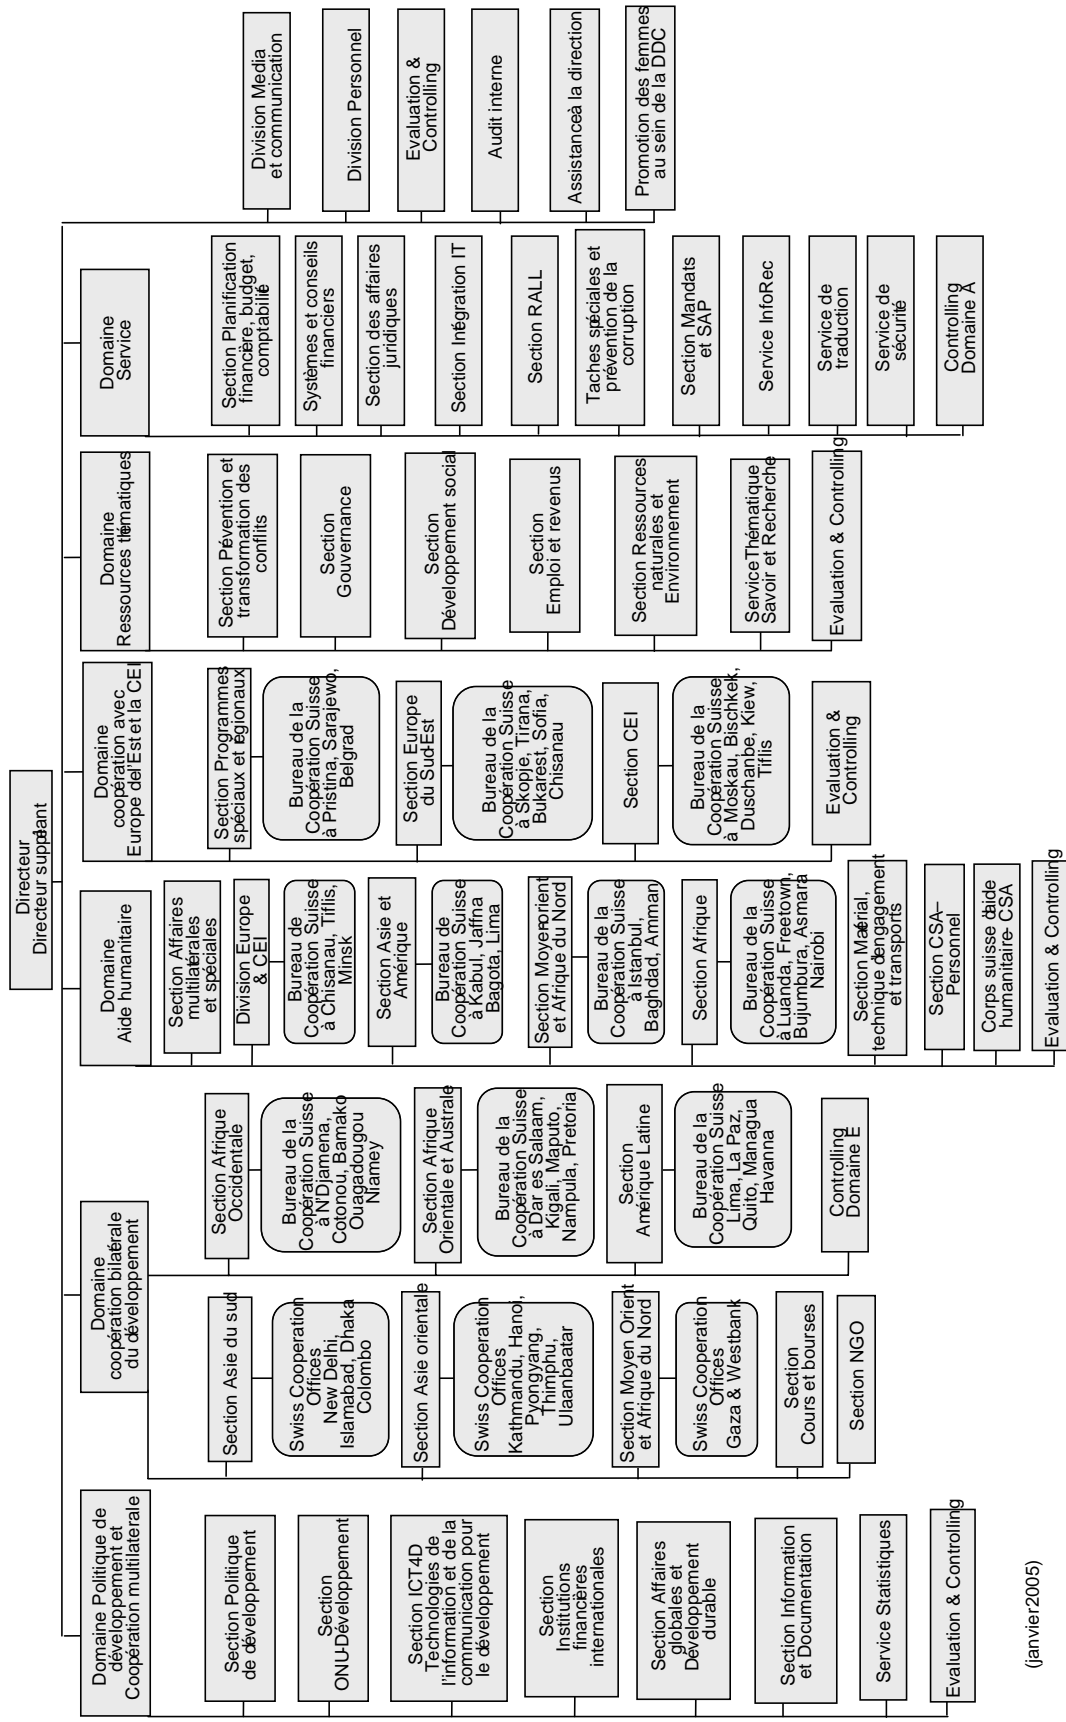 Directeur
Directeur suppléant
Domaine Politique de
développement et
Coopération multilaterale
Section Politique
de développement
Section
ONU-Développement
Section ICT4D
Technologies de
l'information et de la
communication pour
le développement
Section
Institutions
financières
internationales
Section Affaires
globales et
Développement
durable
Section Information
et Documentation
Service Statistiques
Evaluation & Controlling
Domaine
coopération bilatérale
du développement
Section Asie du sud
Swiss Cooperation
Offices
New Delhi,
Islamabad, Dhaka
Colombo
Section Asie orientale
Swiss Cooperation
Offices
Kathmandu, Hanoi,
Pyongyang,
Thimphu,
Ulaanbaatar
Section Moyen Orient
et Afrique du Nord
Swiss Cooperation
Offices
Gaza & Westbank
Section
Cours et bourses
Section NGO
Section Afrique
Occidentale
Bureau de la
Coopération Suisse
à N'Djamena,
Cotonou, Bamako
Ouagadougou
Niamey
Section Afrique
Orientale et Australe
Bureau de la
Coopération Suisse
à Dar es Salaam,
Kigali, Maputo,
Nampula, Pretoria
Section
Amérique Latine
Bureau de la
Coopération Suisse
Lima, La Paz,
Quito, Managua
Havanna
Controlling
Domaine E
Domaine
Aide humanitaire
Section Affaires
multilatérales
et spéciales
Division Europe
& CEI
Bureau de
Coopération Suisse
à Chisanau, Tiflis,
Minsk
Section Asie et
Amérique
Bureau de
Coopération Suisse
à Kabul, Jaffna
Bagota, Lima
Section Moyen-orient
et Afrique du Nord
Bureau de la
Coopération Suisse
à Istanbul,
Baghdad, Amman
Section Afrique
Bureau de la
Coopération Suisse
à Luanda, Freetown,
Bujumbura, Asmara
Nairobi
Section Matérial,
technique d'engagement
et transports
Section CSA–
Personnel
Corps suisse d'aide
humanitaire- CSA
Evaluation & Controlling
Domaine
coopération avec
Europe del'Est et la CEI
Section Programmes
spéciaux et régionaux
Bureau de la
Coopération Suisse
à Pristina, Sarajewo,
Belgrad
Section Europe
du Sud-Est
Bureau de la
Coopération Suisse
à Skopje, Tirana,
Bukarest, Sofia,
Chisanau
Section CEI
Bureau de la
Coopération Suisse
à Moskau, Bischkek,
Duschanbe, Kiew,
Tiflis
Evaluation &
Controlling
Domaine
Ressources thématiques
Section Prévention et
transformation des
conflits
Section
Gouvernance
Section
Développement social
Section
Emploi et revenus
Section Ressources
naturales et
Environnement
ServiceThématique
Savoir et Recherche
Evaluation & Controlling
Domaine
Service
Section Planification
financière, budget,
comptabilié
Systèmes et conseils
financiers
Section des affaires
juridiques
Section Intégration IT
Section RALL
Taches spéciales et
prévention de la
corruption
Section Mandats
et SAP
Service InfoRec
Service de
traduction
Service de
sécurité
Controlling
Domaine A
Division Media
et communication
Division Personnel
Evaluation &
Controlling
Audit interne
Assistanceà la direction
Promotion des femmes
au sein de la DDC
(janvier2005)